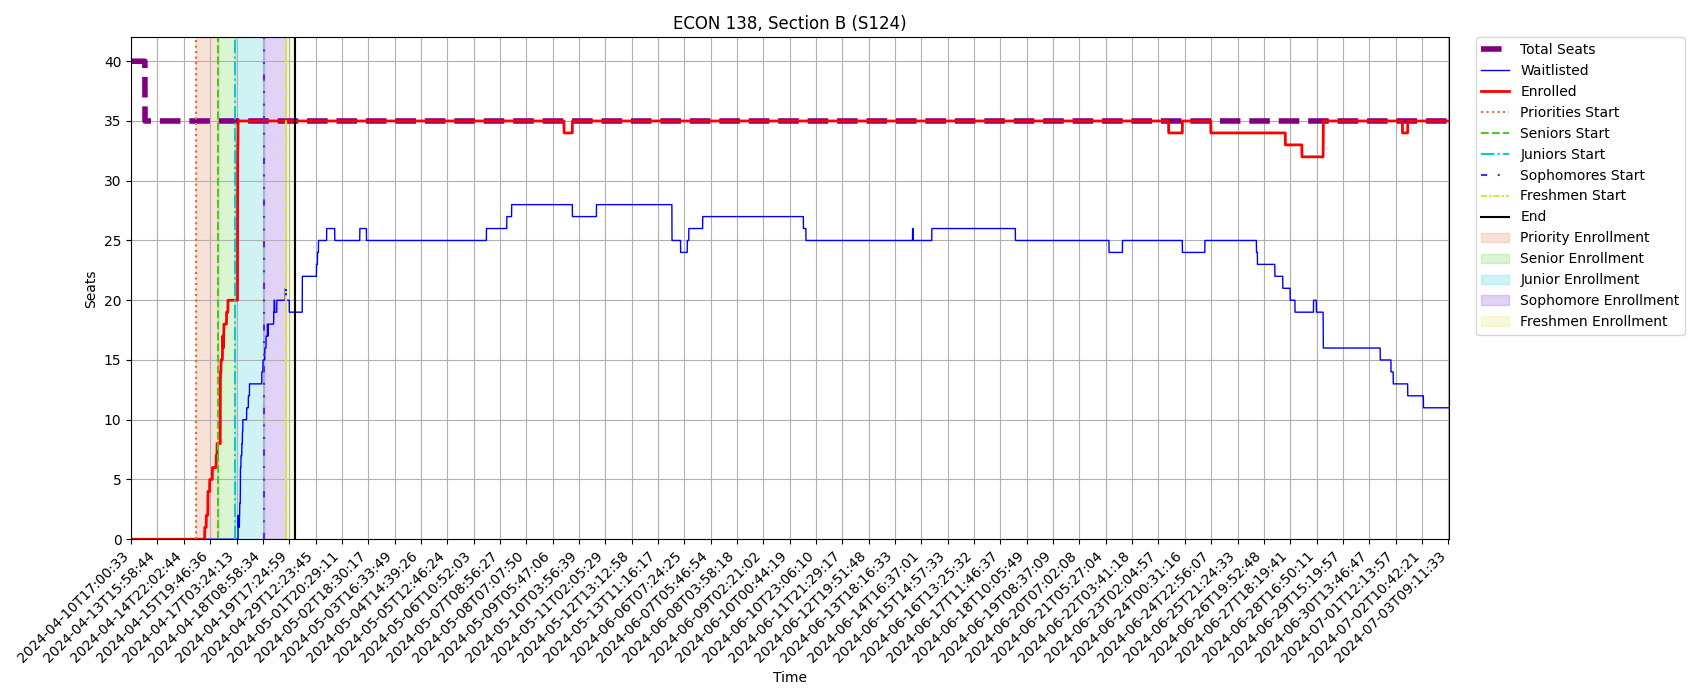 ECON 138, Section B (S124)
Seats
40
35
30
25
20
15
10
5
0
2024-04-10T17:00:33
2024-04-13T15:58:44
2024-04-14T22:02:44
2024-04-15T19:46:36
2024-04-17T03:24:13
2024-04-18T08:58:34
2024-04-19T17:24:59
2024-04-29T12:23:45
2024-05-01T20:29:11
2024-05-02T18:30:17
2024-05-03T16:33:49
2024-05-04T14:39:26
2024-05-05T12:46:24
2024-05-06T10:52:03
2024-05-07T08:56:27
2024-05-08T07:07:50
2024-05-09T05:47:06
2024-05-10T03:56:39
2024-05-11T02:05:29
2024-05-12T13:12:58
2024-05-13T11:16:17
2024-06-06T07:24:25
2024-06-07T05:46:54
2024-06-08T03:58:18
2024-06-09T02:21:02
2024-06-10T00:44:19
2024-06-10T23:06:10
2024-06-11T21:29:17
2024-06-12T19:51:48
2024-06-13T18:16:33
2024-06-14T16:37:01
2024-06-15T14:57:33
2024-06-16T13:25:32
2024-06-17T11:46:37
2024-06-18T10:05:49
2024-06-19T08:37:09
2024-06-20T07:02:08
2024-06-21T05:27:04
2024-06-22T03:41:18
2024-06-23T02:04:57
2024-06-24T00:31:16
2024-06-24T22:56:07
2024-06-25T21:24:33
2024-06-26T19:52:48
2024-06-27T18:19:41
2024-06-28T16:50:11
2024-06-29T15:19:57
2024-06-30T13:46:47
2024-07-01T12:13:57
2024-07-02T10:42:21
2024-07-03T09:11:33
Time
Total Seats
Waitlisted
Enrolled
Priorities Start
Seniors Start
Juniors Start
Sophomores Start
Freshmen Start
End
Priority Enrollment
Senior Enrollment
Junior Enrollment
Sophomore Enrollment
Freshmen Enrollment